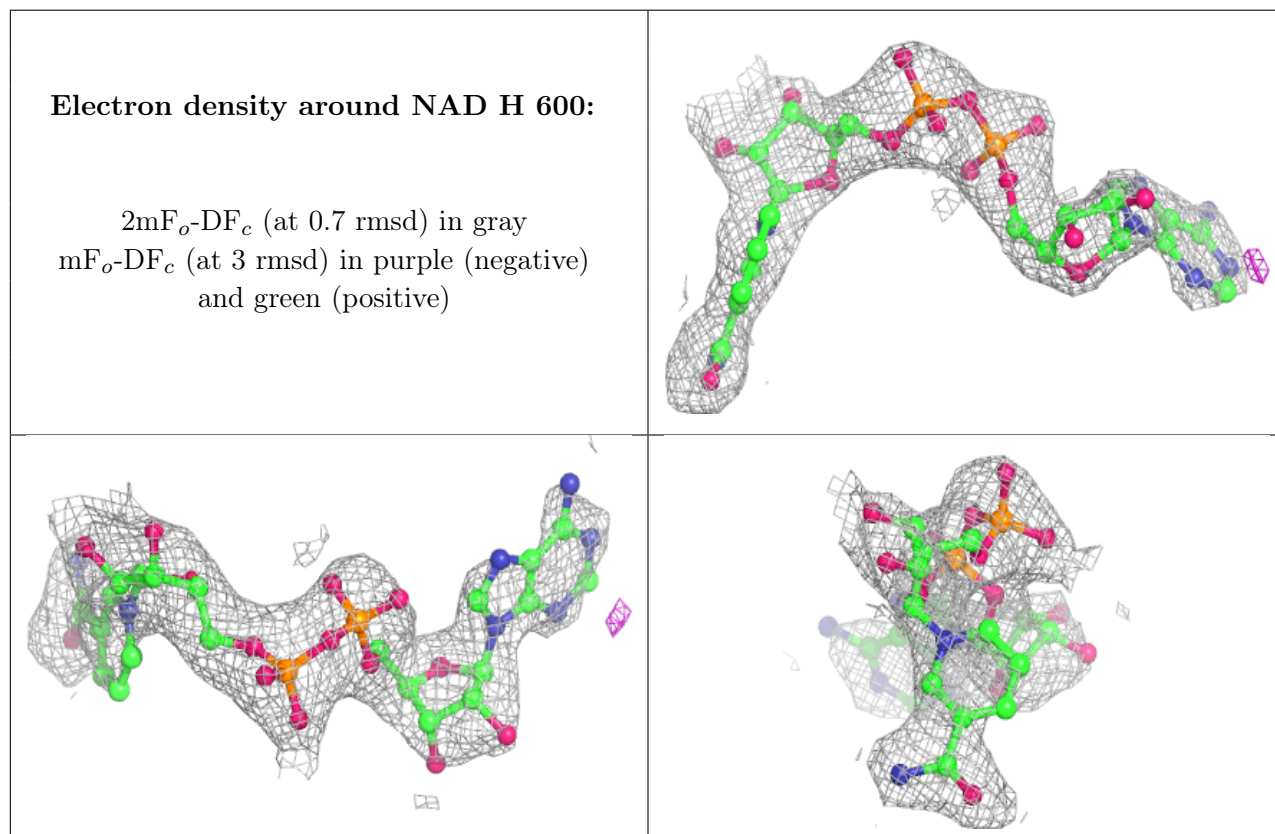 Electron density around NAD H 600:
2mFo-DFc (at 0.7 rmsd) in gray
mFo-DFc (at 3 rmsd) in purple (negative)
and green (positive)